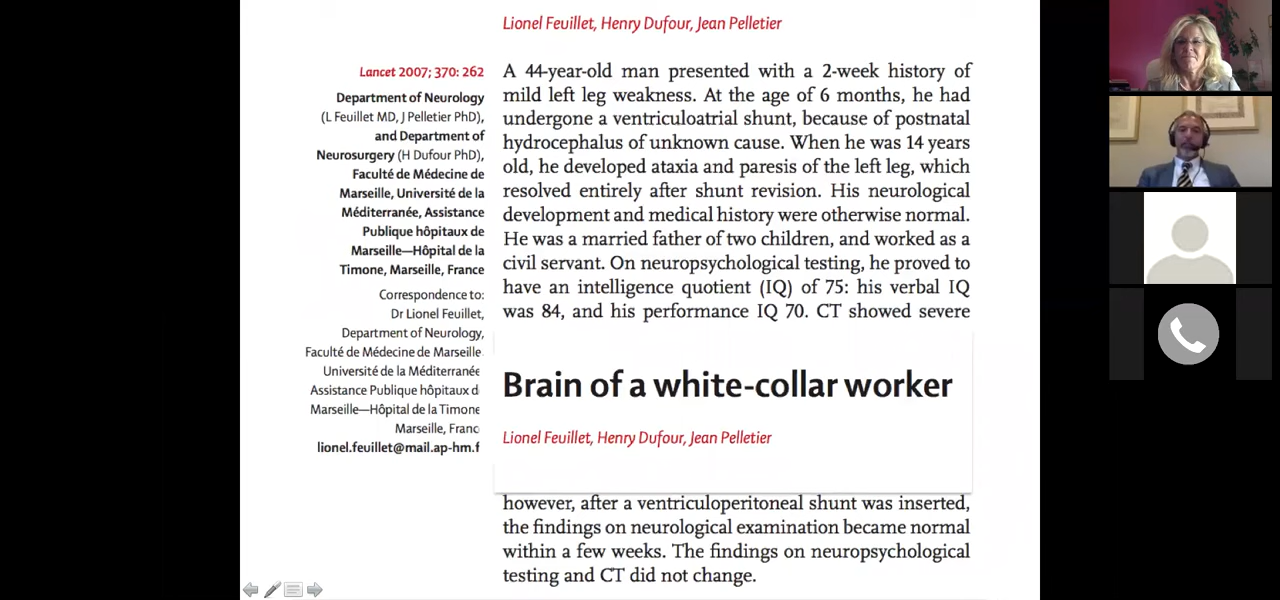 Lionel Feuillet, Henry Dufour, Jean Pelletier
Lancet 2007; 370: 262
Department of Neurology
(L Feuillet MD, J Pelletier PhD),
and Department of
Neurosurgery (H Dufour PhD),
Faculté de Médecine de
Marseille, Université de la
Méditerranée, Assistance
Publique hôpitaux de
Marseille—Hôpital de la
Timone, Marseille, France
Correspondence to:
Dr Lionel Feuillet,
Department of Neurology,
Faculté de Médecine de Marseille
Université de la Méditerranée
Assistance Publique hôpitaux d
Marseille—Hôpital de la Timone
Marseille, Franc
lionel.feuillet@mail.ap-hm.f
A 44-year-old man presented with a 2-week history of
mild left leg weakness. At the age of 6 months, he had
undergone a ventriculoatrial shunt, because of postnatal
hydrocephalus of unknown cause. When he was 14 years
old, he developed ataxia and paresis of the left leg, which
resolved entirely after shunt revision. His neurological
development and medical history were otherwise normal.
He was a married father of two children, and worked as a
civil servant. On neuropsychological testing, he proved to
have an intelligence quotient (IQ) of 75: his verbal IQ
was 84, and his performance IQ 70. CT showed severe
Brain of a white-collar worker
Lionel Feuillet, Henry Dufour, Jean Pelletier
however, after a ventriculoperitoneal shunt was inserted,
the findings on neurological examination became normal
within a few weeks. The findings on neuropsychological
testing and CT did not change.